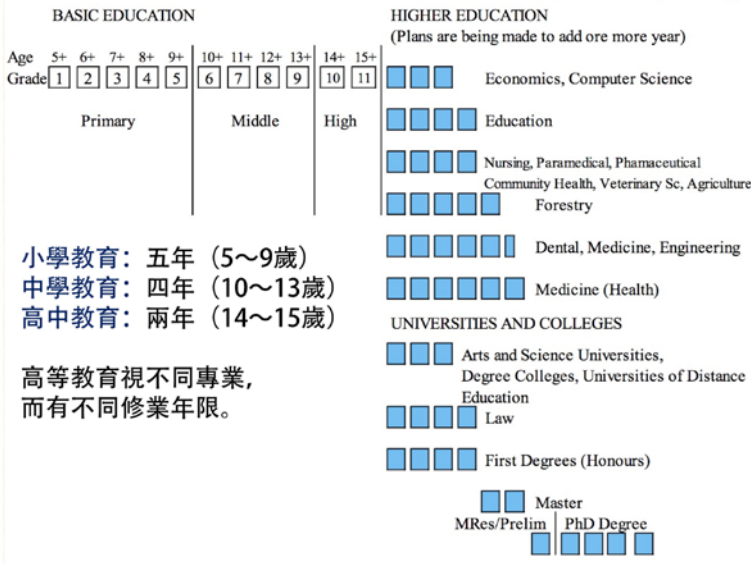 BASIC EDUCATION
Age 5+ 6+ 7+ 8+ 9+ 10+ 11+ 12+ 13+ 14+ 15+
Grade 1 2 3 4 5 6 7 8 9 10 11
Primary Middle High
小學教育：五年（5～9歲）
中學教育：四年（10～13歲）
高中教育：兩年（14～15歲）
高等教育視不同專業，
而有不同修業年限。
HIGHER EDUCATION
(Plans are being made to add ore more year)
Economics, Computer Science
Education
Nursing, Paramedical, Phamaceutical
Community Health, Veterinary Sc, Agriculture
Forestry
Dental, Medicine, Engineering
Medicine (Health)
UNIVERSITIES AND COLLEGES
Arts and Science Universities,
Degree Colleges, Universities of Distance
Education
Law
First Degrees (Honours)
Master
MRes/Prelim PhD Degree